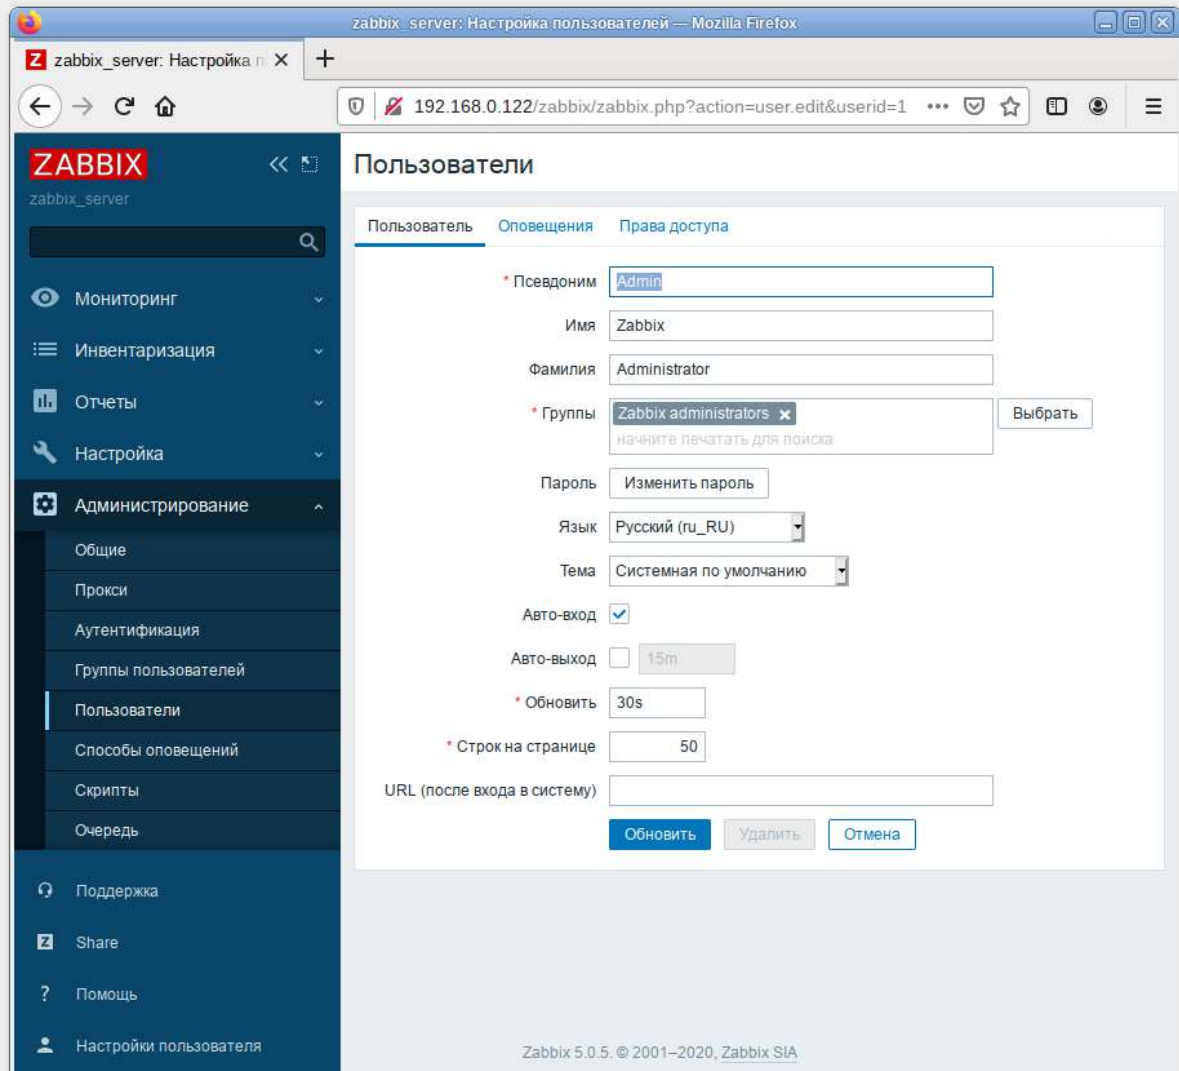 zabbix_server: Настройка пользователей — Mozilla Firefox
zabbix_server: Настройка п
192.168.0.122/zabbix/zabbix.php?action=user.edit&userid=1
ZABBIX
zabbix_server
Мониторинг
Инвентаризация
Отчеты
Настройка
Администрирование
Общие
Прокси
Аутентификация
Группы пользователей
Пользователи
Способы оповещений
Скрипты
Очередь
Поддержка
Share
Помощь
Настройки пользователя
Пользователи
Пользователь Оповещения Права доступа
* Псевдоним Admin
Имя Zabbix
Фамилия Administrator
* Группы Zabbix administrators Выбрать
начните печатать для поиска
Пароль Изменить пароль
Язык Русский (ru_RU)
Тема Системная по умолчанию
Авто-вход
Авто-выход 15m
* Обновить 30s
* Строк на странице 50
URL (после входа в систему)
Обновить Удалить Отмена
Zabbix 5.0.5. © 2001–2020, Zabbix SIA